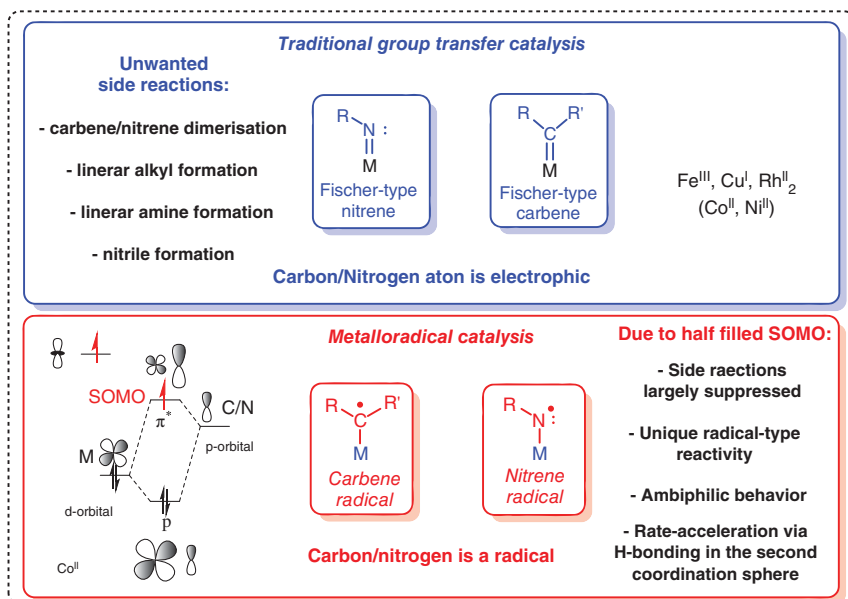 Traditional group transfer catalysis
Unwanted
side reactions:
- carbene/nitrene dimerisation
- linerar alkyl formation
- linerar amine formation
- nitrile formation
R
N :
M
Fischer-type
nitrene
R R'
C
M
Fischer-type
carbene
Fe^III, Cu^I, Rh^II_2
(Co^II, Ni^II)
Carbon/Nitrogen aton is electrophic
Metalloradical catalysis
SOMO
π*
C/N
p-orbital
M
d-orbital
p
Co^II
R R'
C
M
Carbene
radical
R
N
M
Nitrene
radical
Carbon/nitrogen is a radical
Due to half filled SOMO:
- Side raections
largely suppressed
- Unique radical-type
reactivity
- Ambiphilic behavior
- Rate-acceleration via
H-bonding in the second
coordination sphere